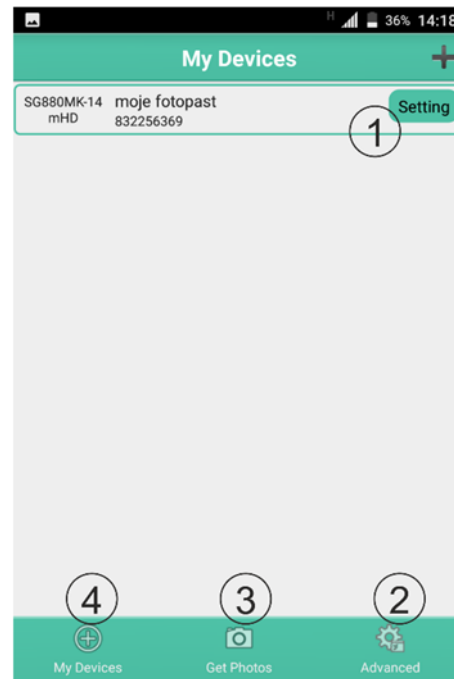 H 36% 14:18
My Devices +
SG880MK-14 moje fotopast Setting
mHD 832256369
1
4 3 2
My Devices Get Photos Advanced